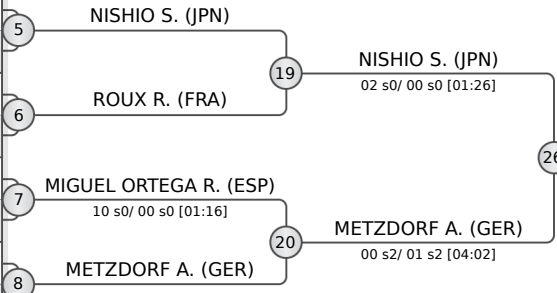 NISHIO S. (JPN)
5
19
NISHIO S. (JPN)
02 s0/ 00 s0 [01:26]
ROUX R. (FRA)
6
26
MIGUEL ORTEGA R. (ESP)
7
10 s0/ 00 s0 [01:16]
20
METZDORF A. (GER)
00 s2/ 01 s2 [04:02]
METZDORF A. (GER)
8